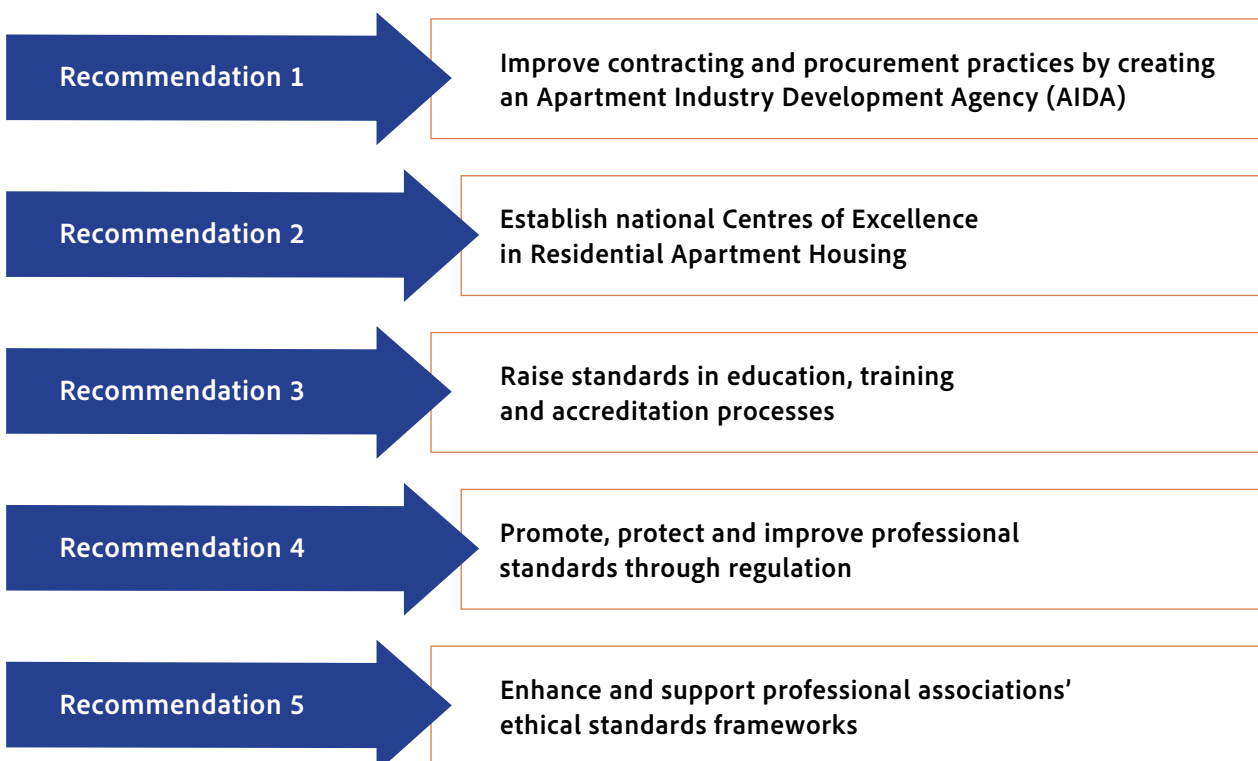 Recommendation 1
Improve contracting and procurement practices by creating
an Apartment Industry Development Agency (AIDA)
Recommendation 2
Establish national Centres of Excellence
in Residential Apartment Housing
Recommendation 3
Raise standards in education, training
and accreditation processes
Recommendation 4
Promote, protect and improve professional
standards through regulation
Recommendation 5
Enhance and support professional associations’
ethical standards frameworks